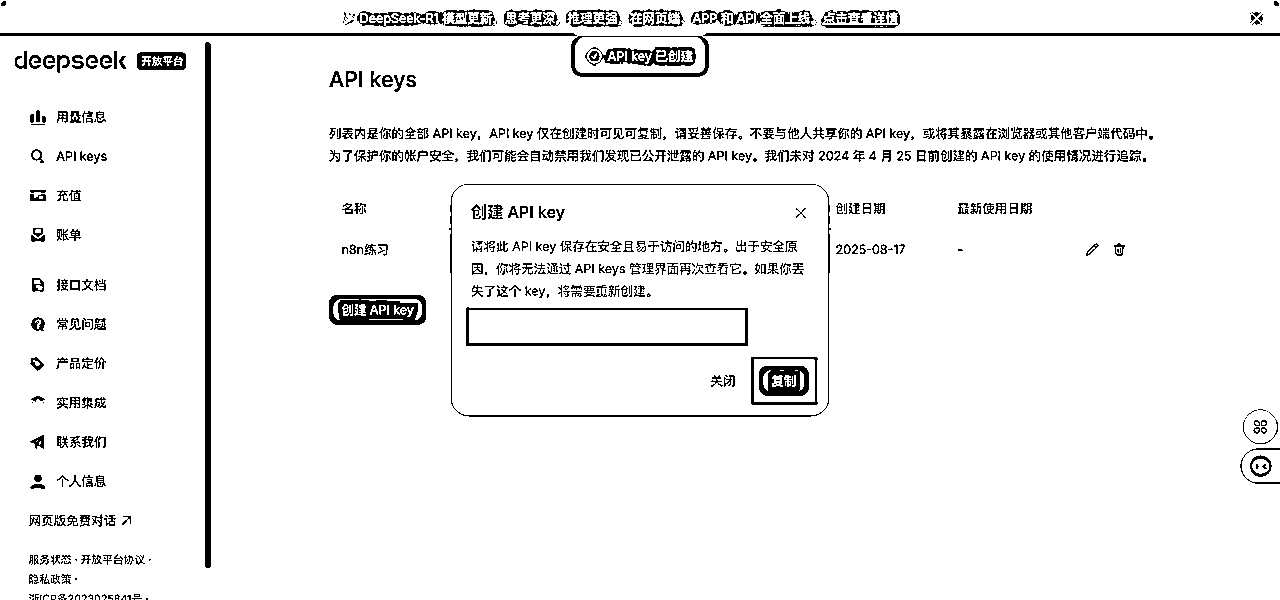 DeepSeek-R1 模型更新，思考更深，推理更强，在网页端、APP 和 API 全面上线，点击查看详情
API key 已创建
deepseek 开放平台
用量信息
API keys
充值
账单
接口文档
常见问题
产品定价
实用集成
联系我们
个人信息
网页版免费对话
服务状态 · 开放平台协议 ·
隐私政策 ·
浙ICP备2023025841号 ·
API keys
列表内是你的全部 API key，API key 仅在创建时可见可复制，请妥善保存。不要与他人共享你的 API key，或将其暴露在浏览器或其他客户端代码中。
为了保护你的帐户安全，我们可能会自动禁用我们发现已公开泄露的 API key。我们未对 2024 年 4 月 25 日前创建的 API key 的使用情况进行追踪。
名称
创建日期
最新使用日期
n8n练习
2025-08-17
-
创建 API key
创建 API key
请将此 API key 保存在安全且易于访问的地方。出于安全原
因，你将无法通过 API keys 管理界面再次查看它。如果你丢
失了这个 key，将需要重新创建。
关闭
复制